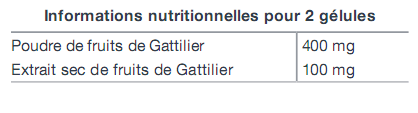 Informations nutritionnelles pour 2 gélules
Poudre de fruits de Gattilier 400 mg
Extrait sec de fruits de Gattilier 100 mg